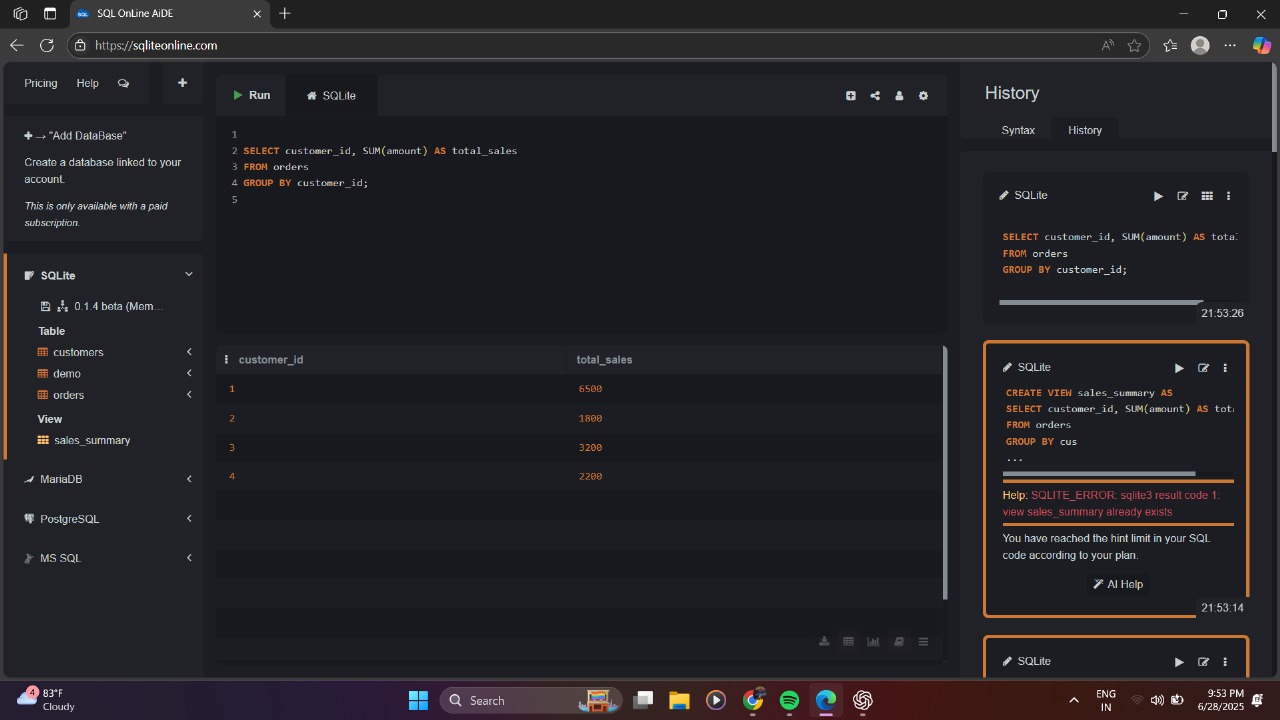 SQL OnLine AiDE
https://sqliteonline.com
Pricing
Help
"Add DataBase"
Create a database linked to your
account.
This is only available with a paid
subscription.
SQLite
0.1.4 beta (Mem...
Table
customers
demo
orders
View
sales_summary
MariaDB
PostgreSQL
MS SQL
Run
SQLite
1
2 SELECT customer_id, SUM(amount) AS total_sales
3 FROM orders
4 GROUP BY customer_id;
5
customer_id total_sales
1 6500
2 1800
3 3200
4 2200
History
Syntax History
SQLite
SELECT customer_id, SUM(amount) AS total
FROM orders
GROUP BY customer_id;
21:53:26
SQLite
CREATE VIEW sales_summary AS
SELECT customer_id, SUM(amount) AS tot
FROM orders
GROUP BY cus
...
Help: SQLITE_ERROR: sqlite3 result code 1:
view sales_summary already exists
You have reached the hint limit in your SQL
code according to your plan.
AI Help
21:53:14
SQLite
4
83°F
Cloudy
Search
ENG
IN
9:53 PM
6/28/2025